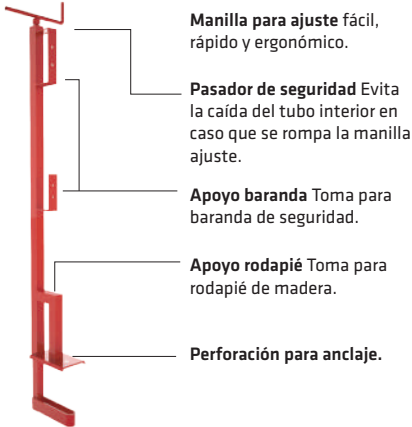 Manilla para ajuste fácil,
rápido y ergonómico.
Pasador de seguridad Evita
la caída del tubo interior en
caso que se rompa la manilla
ajuste.
Apoyo baranda Toma para
baranda de seguridad.
Apoyo rodapié Toma para
rodapié de madera.
Perforación para anclaje.